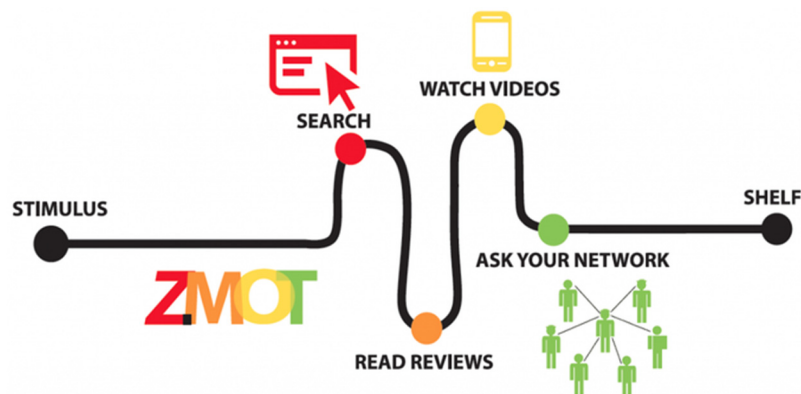 STIMULUS
ZMOT
SEARCH
READ REVIEWS
WATCH VIDEOS
ASK YOUR NETWORK
SHELF